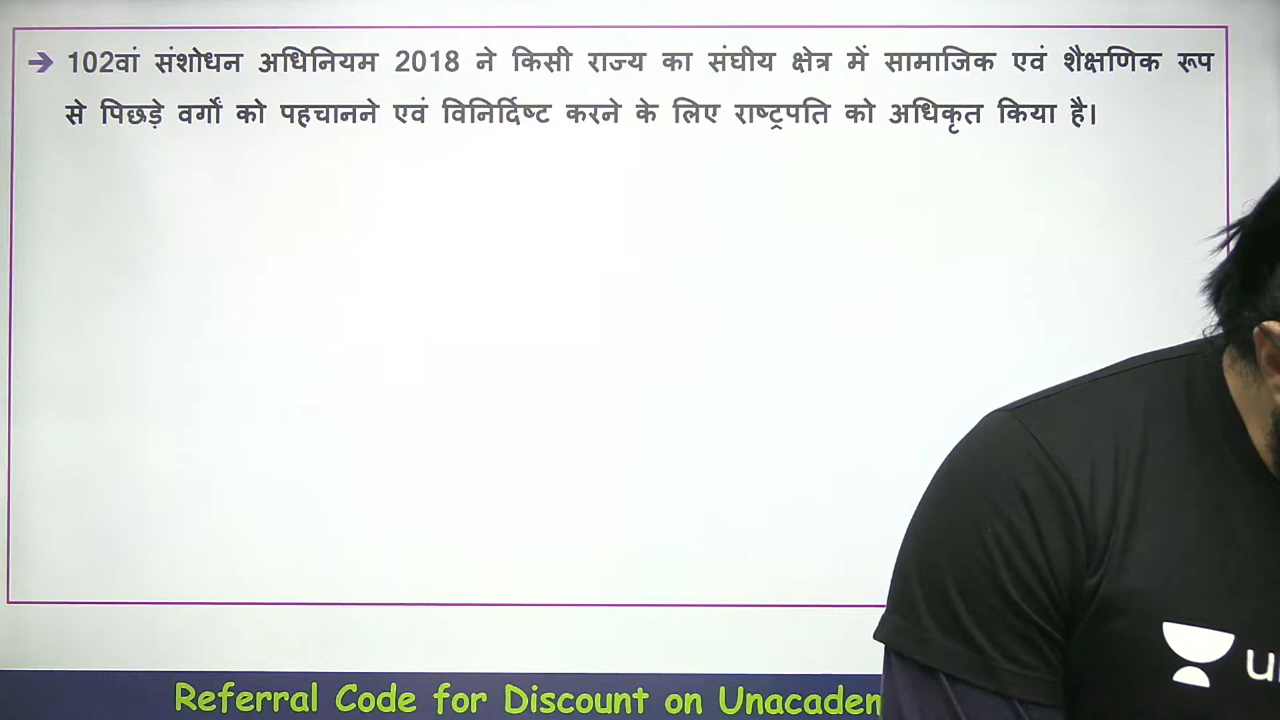 → 102वां संशोधन अधिनियम 2018 ने किसी राज्य का संघीय क्षेत्र में सामाजिक एवं शैक्षणिक रूप
से पिछड़े वर्गों को पहचानने एवं विनिर्दिष्ट करने के लिए राष्ट्रपति को अधिकृत किया है।
Referral Code for Discount on Unacaden